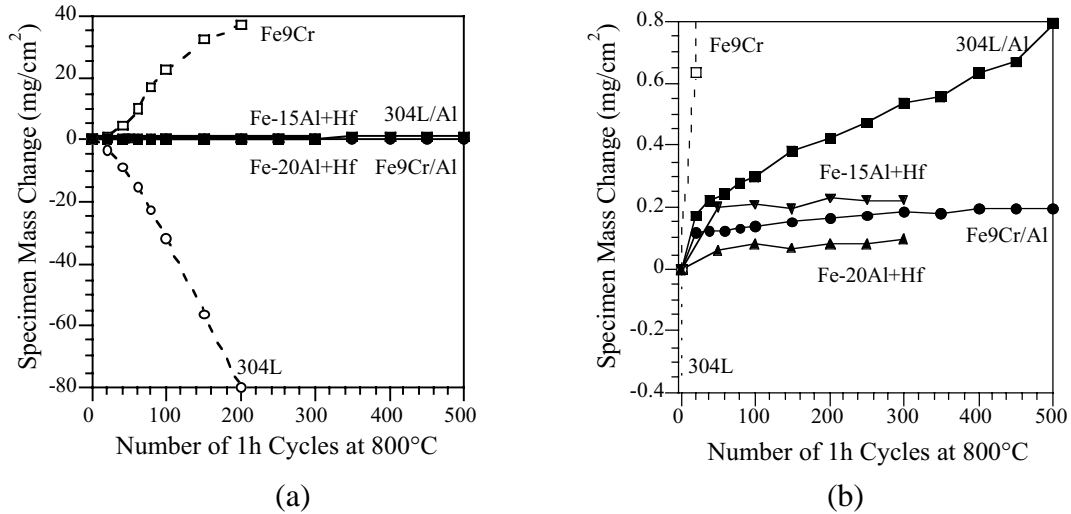 40
20
0
-20
-40
-60
-80
Specimen Mass Change (mg/cm²)
Fe9Cr
Fe-15Al+Hf
304L/Al
Fe-20Al+Hf
Fe9Cr/Al
304L
0
100
200
300
400
500
Number of 1h Cycles at 800°C
(a)
0.8
0.6
0.4
0.2
0
-0.2
-0.4
Specimen Mass Change (mg/cm²)
Fe9Cr
304L/Al
Fe-15Al+Hf
Fe9Cr/Al
Fe-20Al+Hf
304L
0
100
200
300
400
500
Number of 1h Cycles at 800°C
(b)